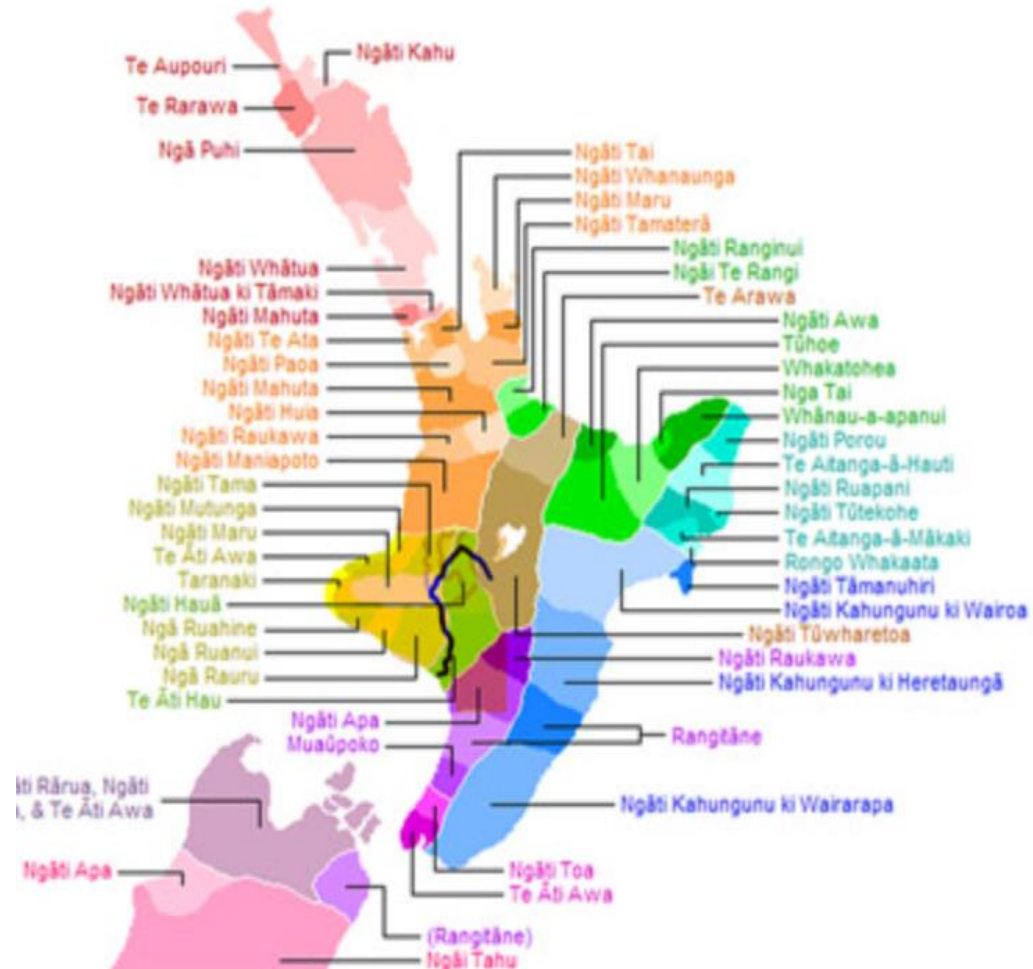 Ngāti Kahu
Te Aupouri
Te Rarawa
Ngā Puhi
Ngāti Tai
Ngāti Whanaunga
Ngāti Maru
Ngāti Tamaterā
Ngāti Ranginui
Ngāi Te Rangi
Te Arawa
Ngāti Awa
Tūhoe
Whakatohea
Nga Tai
Whānau-a-apanui
Ngāti Porou
Te Aitanga-ā-Hauti
Ngāti Ruapani
Ngāti Tūtekohe
Te Aitanga-ā-Mākaki
Rongo Whakaata
Ngāti Tāmanuhiri
Ngāti Kahungunu ki Wairoa
Ngāti Tūwharetoa
Ngāti Raukawa
Ngāti Kahungunu ki Heretaungā
Rangitāne
Ngāti Kahungunu ki Wairarapa
Ngāti Whātua
Ngāti Whātua ki Tāmaki
Ngāti Mahuta
Ngāti Te Ata
Ngāti Paoa
Ngāti Mahuta
Ngāti Huia
Ngāti Raukawa
Ngāti Maniapoto
Ngāti Tama
Ngāti Mutunga
Ngāti Maru
Te Āti Awa
Taranaki
Ngāti Hauā
Ngā Ruahine
Ngā Ruanui
Ngā Rauru
Te Āti Hau
Ngāti Apa
Muaūpoko
āti Rārua, Ngāti
, & Te Āti Awa
Ngāti Apa
Ngāti Toa
Te Āti Awa
(Rangitāne)
Ngāi Tahu